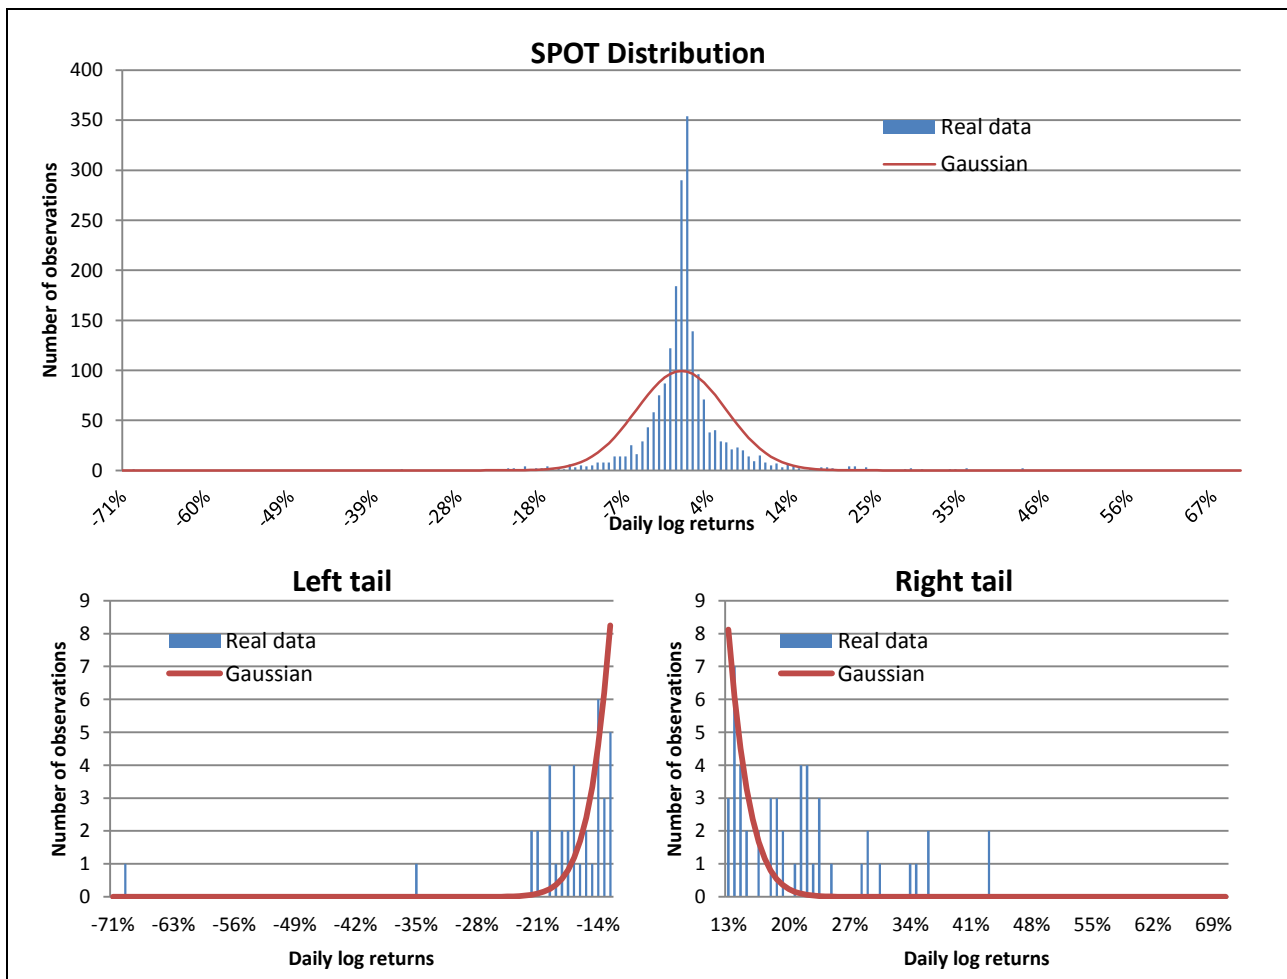 SPOT Distribution
400
350
300
250
200
150
100
50
0
Number of observations
Real data
Gaussian
-71% -60% -49% -39% -28% -18% -7% 4% 14% 25% 35% 46% 56% 67%
Daily log returns
Left tail
9
8
7
6
5
4
3
2
1
0
Number of observations
Real data
Gaussian
-71% -63% -56% -49% -42% -35% -28% -21% -14%
Daily log returns
Right tail
9
8
7
6
5
4
3
2
1
0
Number of observations
Real data
Gaussian
13% 20% 27% 34% 41% 48% 55% 62% 69%
Daily log returns